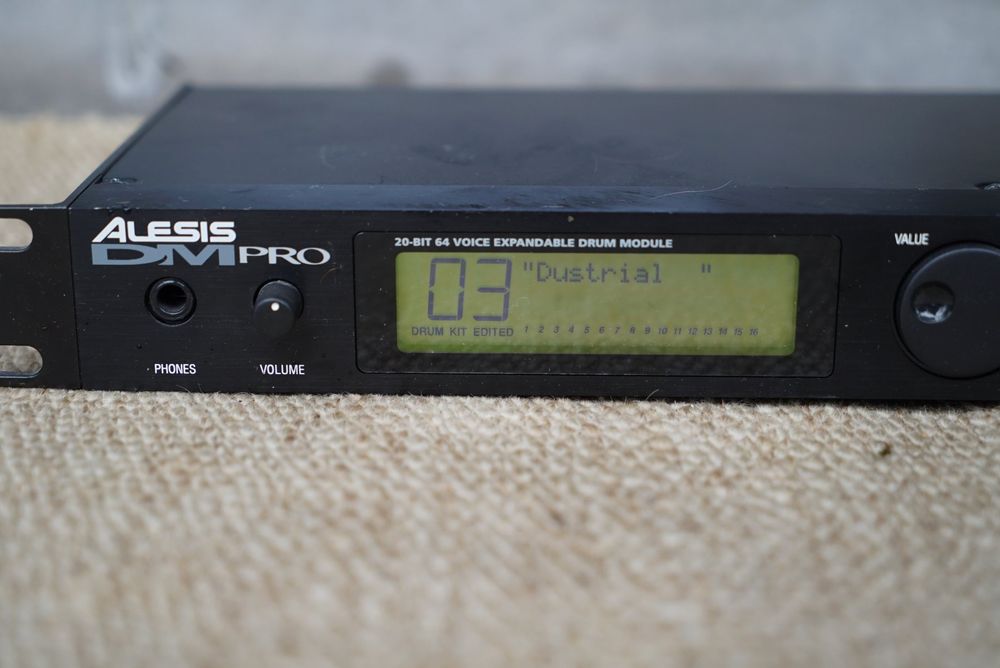 ALESIS
DM PRO
PHONES
VOLUME
20-BIT 64 VOICE EXPANDABLE DRUM MODULE
03 "Dustrial "
DRUM KIT EDITED 1 2 3 4 5 6 7 8 9 10 11 12 13 14 15 16
VALUE